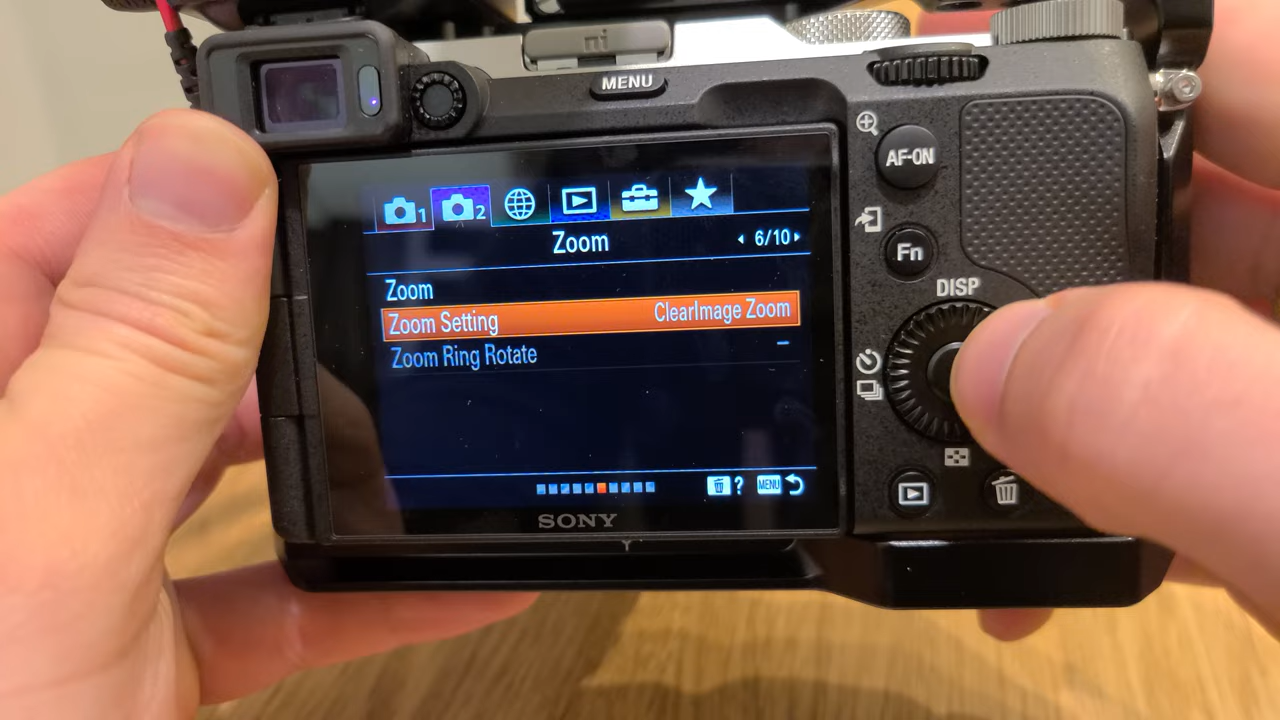 MENU
AF-ON
Fn
DISP
1
2
Zoom
6/10
Zoom
Zoom Setting ClearImage Zoom
Zoom Ring Rotate –
? MENU
SONY